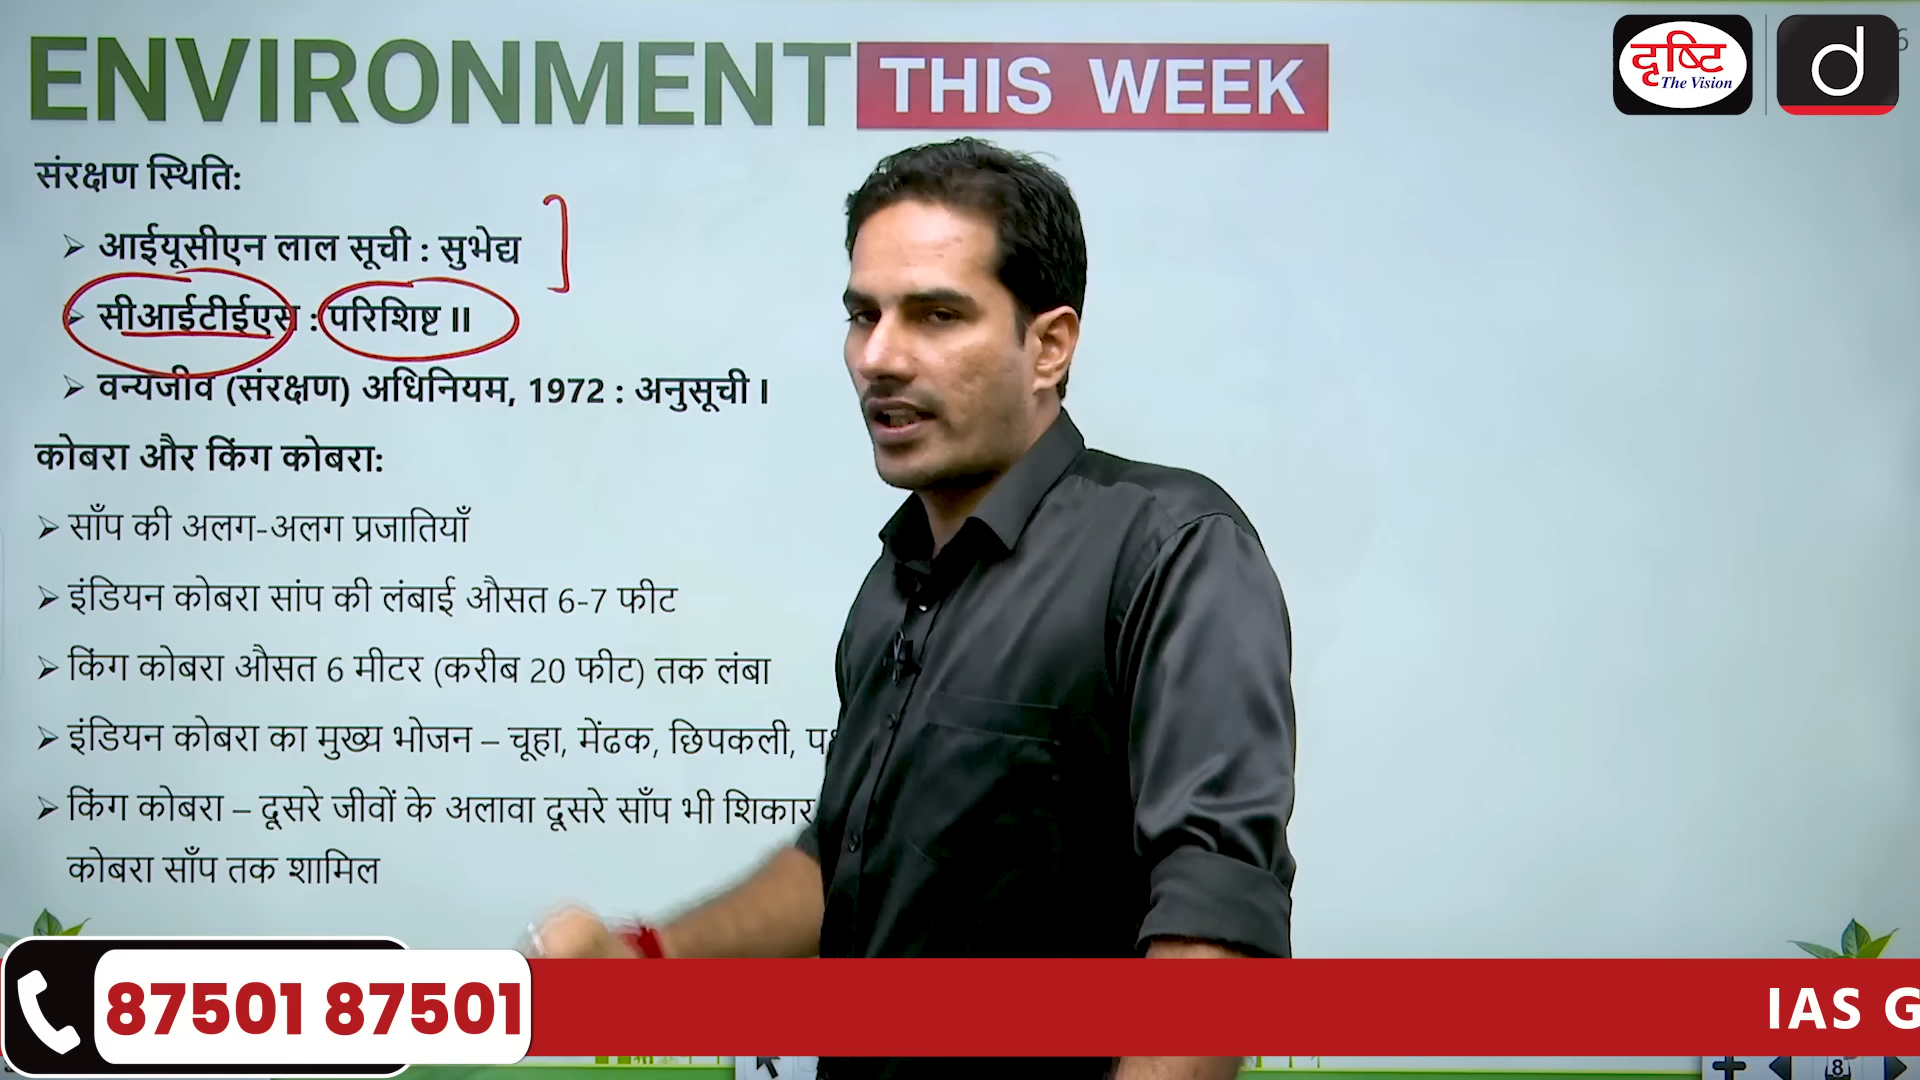 ENVIRONMENT THIS WEEK
दृष्टि
The Vision
d
संरक्षण स्थिति:
➢ आईयूसीएन लाल सूची : सुभेद्य
➢ सीआईटीईएस : परिशिष्ट II
➢ वन्यजीव (संरक्षण) अधिनियम, 1972 : अनुसूची I
कोबरा और किंग कोबरा:
➢ साँप की अलग-अलग प्रजातियाँ
➢ इंडियन कोबरा सांप की लंबाई औसत 6-7 फीट
➢ किंग कोबरा औसत 6 मीटर (करीब 20 फीट) तक लंबा
➢ इंडियन कोबरा का मुख्य भोजन – चूहा, मेंढक, छिपकली,
➢ किंग कोबरा – दूसरे जीवों के अलावा दूसरे साँप भी शिकार
कोबरा साँप तक शामिल
87501 87501
IAS G
8